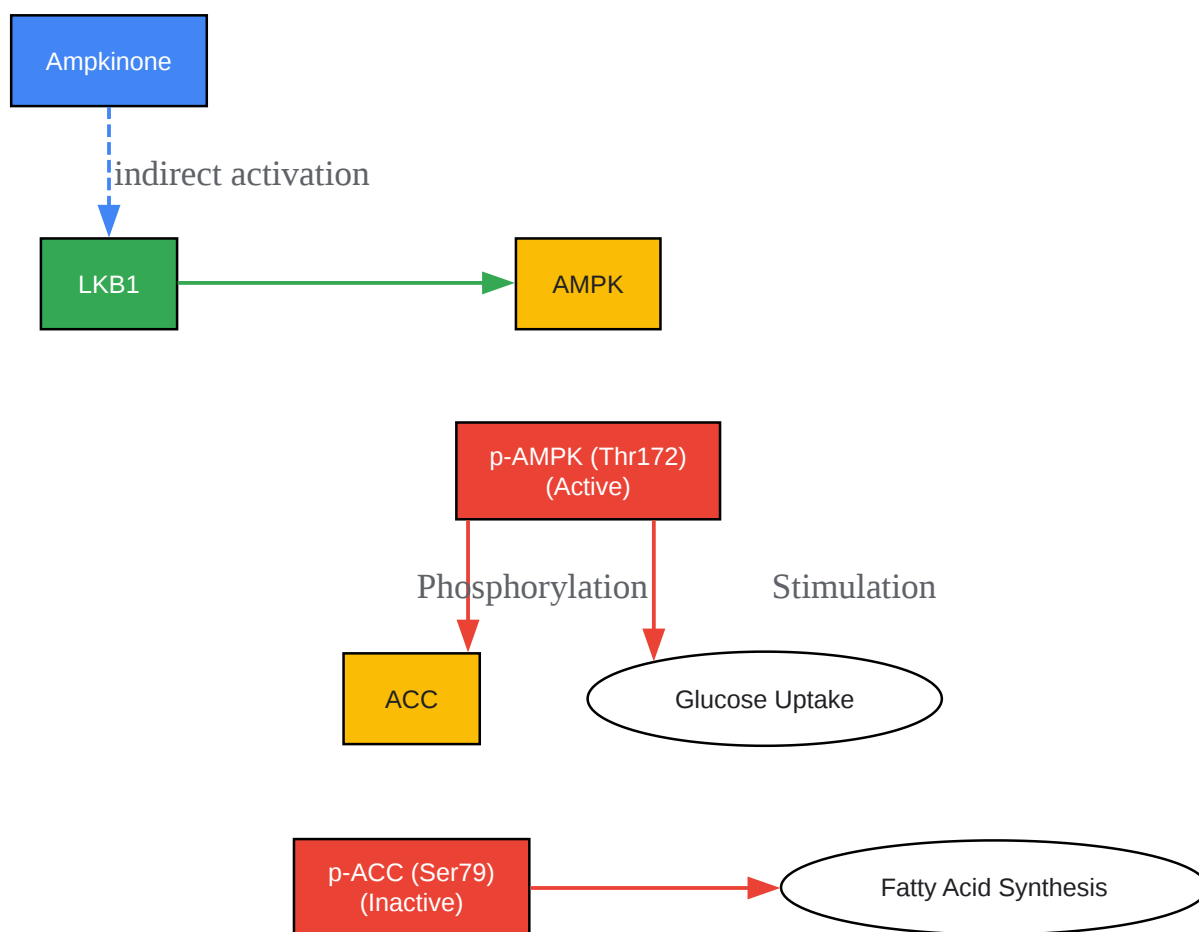 Ampkinone
indirect activation
LKB1
AMPK
p-AMPK (Thr172)
(Active)
Phosphorylation
Stimulation
ACC
Glucose Uptake
p-ACC (Ser79)
(Inactive)
Fatty Acid Synthesis